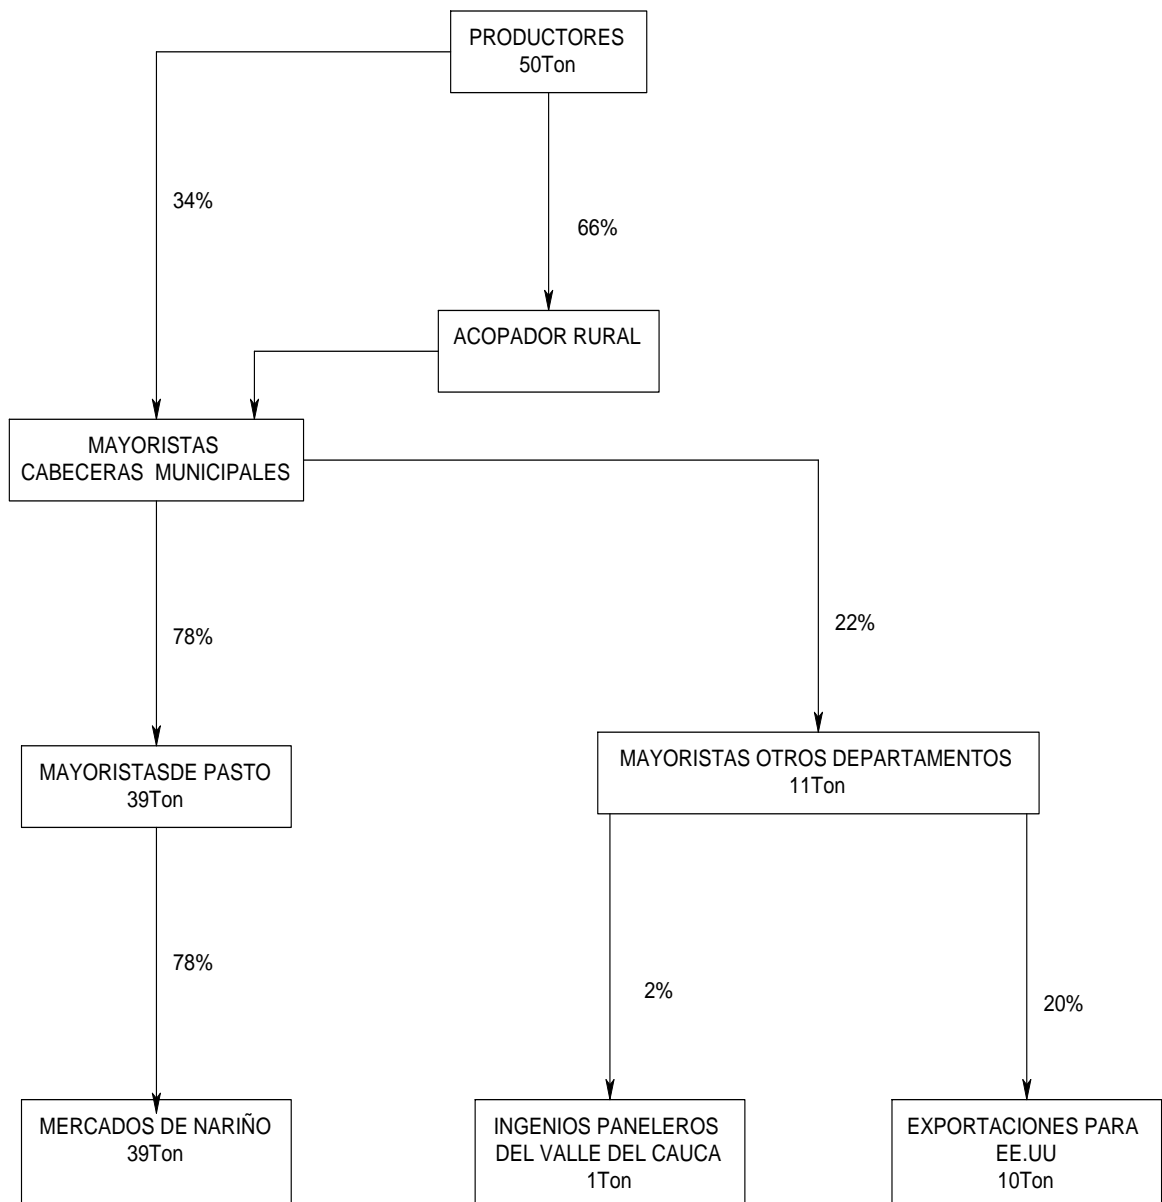 PRODUCTORES
50Ton
34%
66%
ACOPADOR RURAL
MAYORISTAS
CABECERAS MUNICIPALES
78%
22%
MAYORISTASDE PASTO
39Ton
MAYORISTAS OTROS DEPARTAMENTOS
11Ton
78%
2%
20%
MERCADOS DE NARIÑO
39Ton
INGENIOS PANELEROS
DEL VALLE DEL CAUCA
1Ton
EXPORTACIONES PARA
EE.UU
10Ton